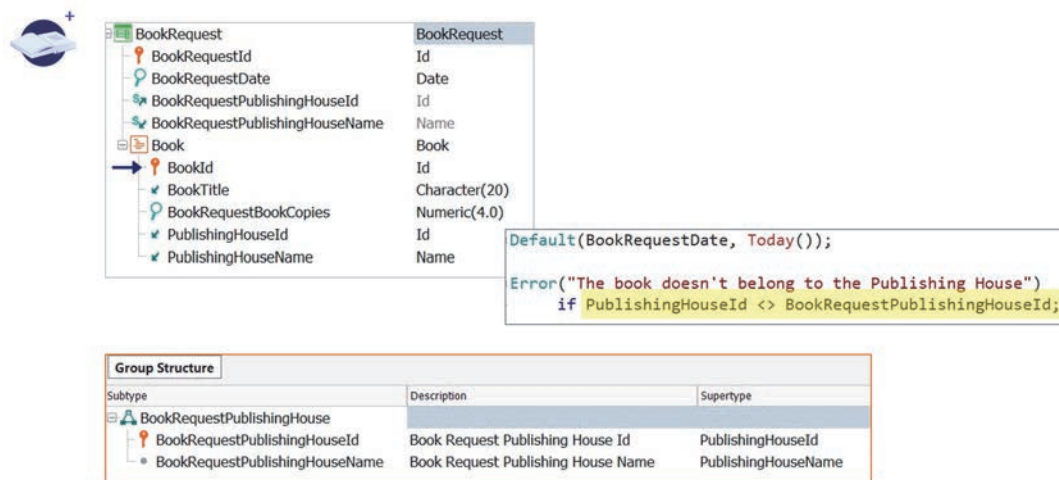 BookRequest BookRequest
BookRequestId Id
BookRequestDate Date
BookRequestPublishingHouseId Id
BookRequestPublishingHouseName Name
Book Book
BookId Id
BookTitle Character(20)
BookRequestBookCopies Numeric(4.0)
PublishingHouseId Id
PublishingHouseName Name
Default(BookRequestDate, Today());
Error("The book doesn't belong to the Publishing House")
if PublishingHouseId <> BookRequestPublishingHouseId;
Group Structure
Subtype Description Supertype
BookRequestPublishingHouse
BookRequestPublishingHouseId Book Request Publishing House Id PublishingHouseId
BookRequestPublishingHouseName Book Request Publishing House Name PublishingHouseName